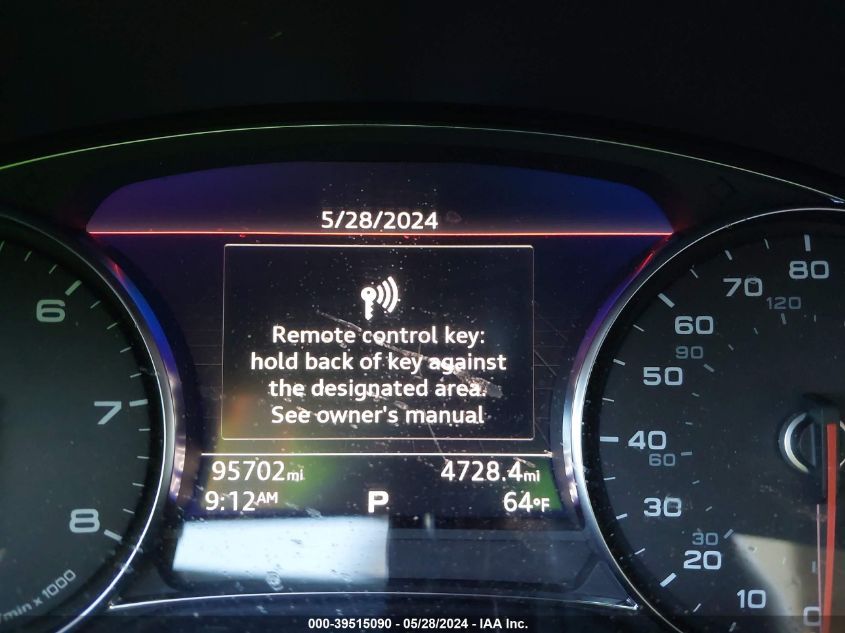 5/28/2024
Remote control key:
hold back of key against
the designated area.
See owner's manual
95702mi 4728.4mi
9:12AM P 64°F
6
7
8
/min x 1000
80
70
120
60
90
50
40
60
30
30
20
10
0
000-39515090 - 05/28/2024 - IAA Inc.